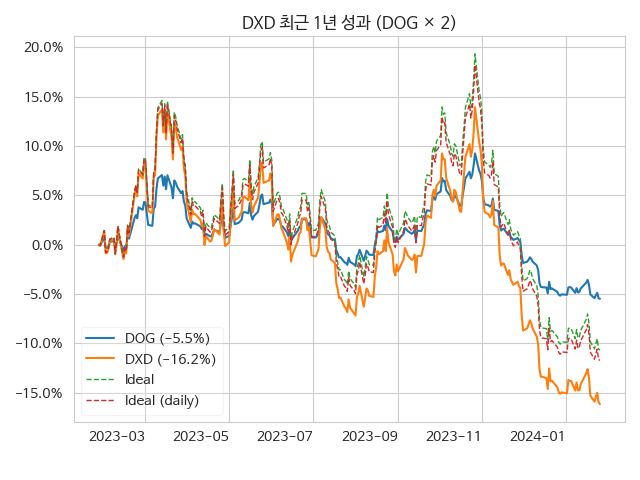 DXD 최근 1년 성과 (DOG × 2)
20.0%
15.0%
10.0%
5.0%
0.0%
−5.0%
−10.0%
−15.0%
DOG (−5.5%)
DXD (−16.2%)
Ideal
Ideal (daily)
2023−03 2023−05 2023−07 2023−09 2023−11 2024−01